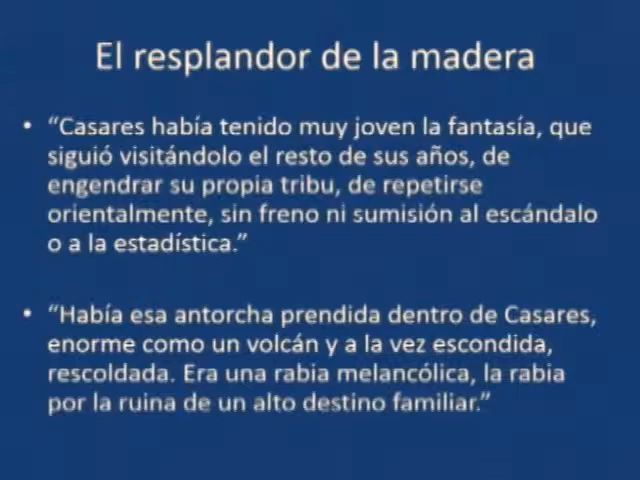 El resplandor de la madera
• “Casares había tenido muy joven la fantasía, que
siguió visitándolo el resto de sus años, de
engendrar su propia tribu, de repetirse
orientalmente, sin freno ni sumisión al escándalo
o a la estadística.”
• “Había esa antorcha prendida dentro de Casares,
enorme como un volcán y a la vez escondida,
rescoldada. Era una rabia melancólica, la rabia
por la ruina de un alto destino familiar.”